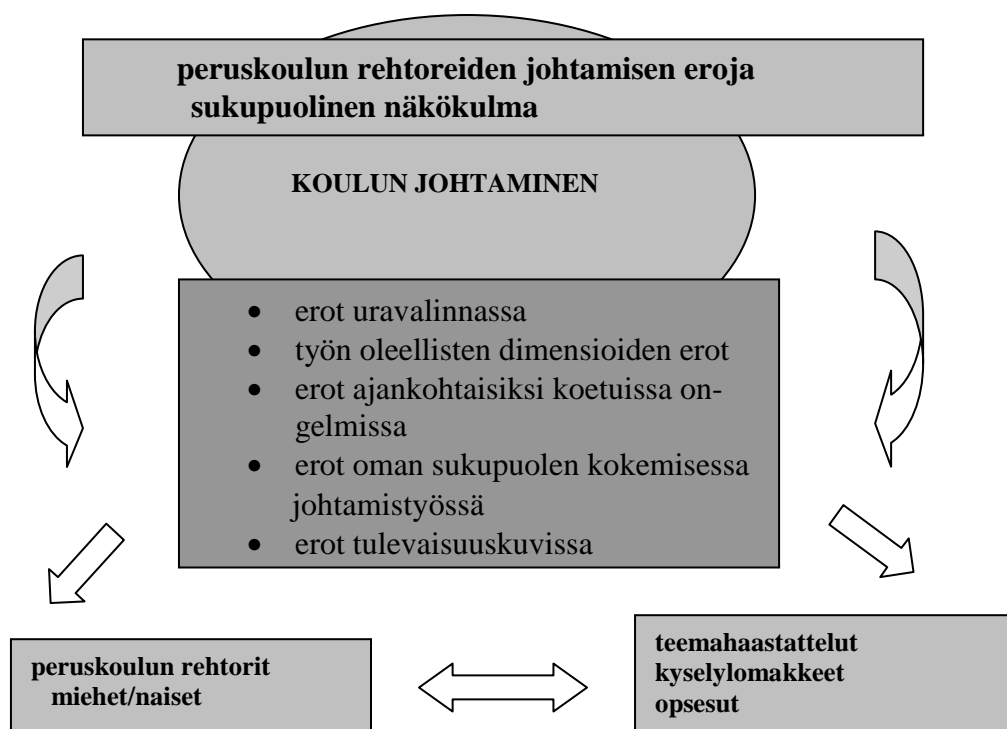 peruskoulun rehtoreiden johtamisen eroja
sukupuolinen näkökulma
KOULUN JOHTAMINEN
• erot uravalinnassa
• työn oleellisten dimensioiden erot
• erot ajankohtaisiksi koetuissa on-
gelmissa
• erot oman sukupuolen kokemisessa
johtamistyössä
• erot tulevaisuuskuvissa
peruskoulun rehtorit
miehet/naiset
teemahaastattelut
kyselylomakkeet
opsesut